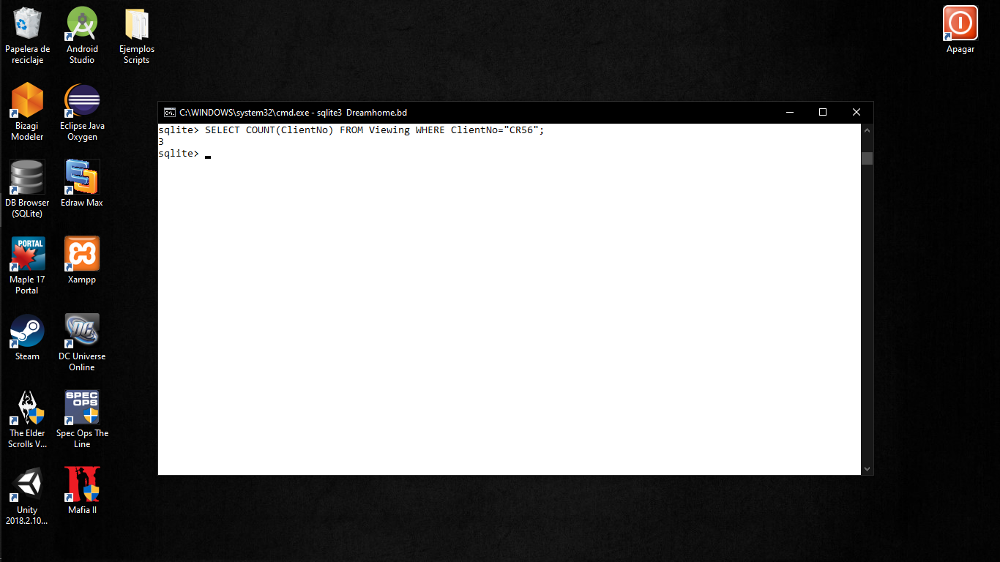 Papelera de
reciclaje
Android
Studio
Ejemplos
Scripts
Apagar
Bizagi
Modeler
Eclipse Java
Oxygen
C:\WINDOWS\system32\cmd.exe - sqlite3 Dreamhome.bd
sqlite> SELECT COUNT(ClientNo) FROM Viewing WHERE ClientNo="CR56";
3
sqlite>
DB Browser
(SQLite)
Edraw Max
PORTAL
Maple 17
Portal
Xampp
Steam
DC
DC Universe
Online
The Elder
Scrolls V...
SPEC
OPS
Spec Ops The
Line
Unity
2018.2.10...
II
Mafia II